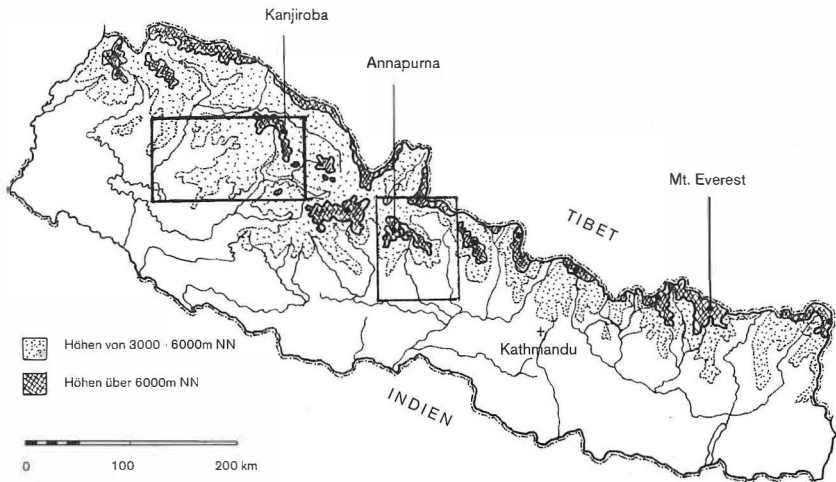 Kanjiroba
Annapurna
Mt. Everest
TIBET
Kathmandu
INDIEN
Höhen von 3000 - 6000m NN
Höhen über 6000m NN
0 100 200 km